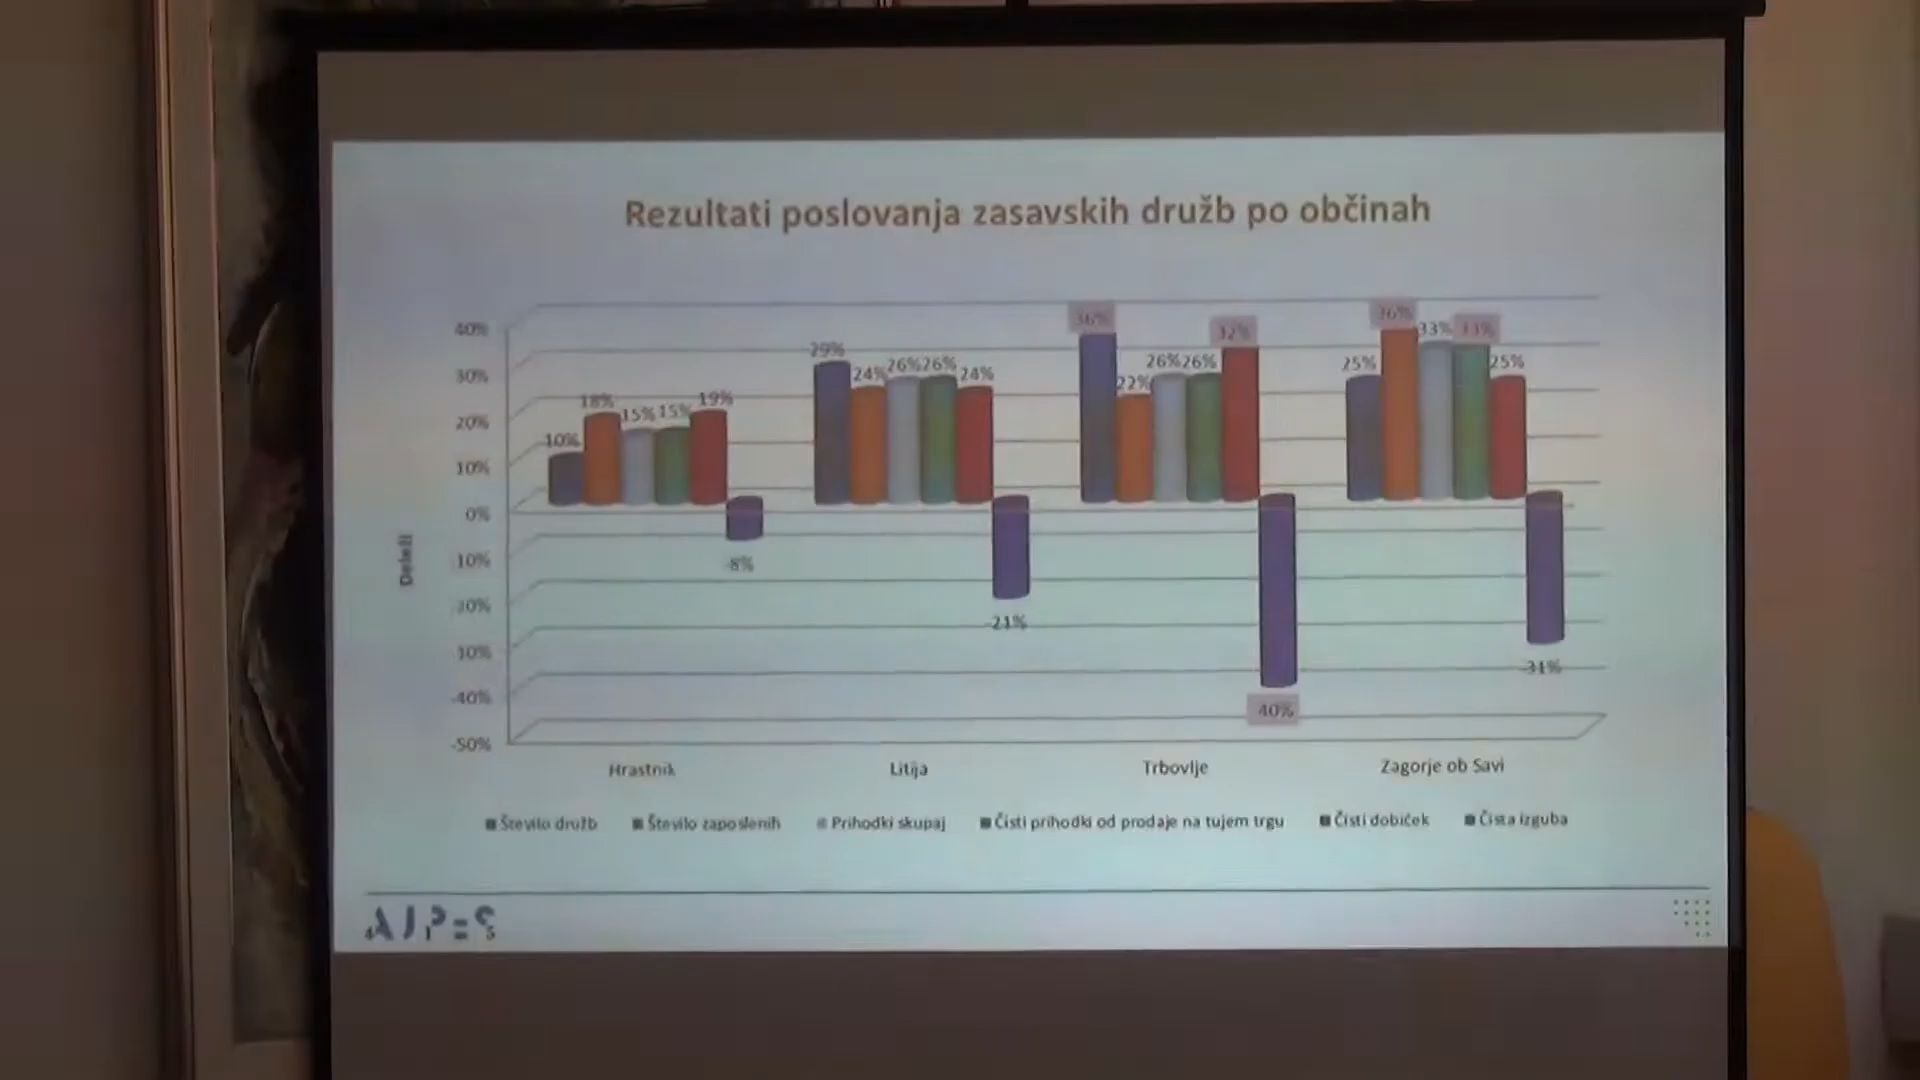 Rezultati poslovanja zasavskih družb po občinah
40%
30%
20%
10%
0%
10%
-40%
-50%
Deleži
10% 18% 15% 15% 19% -8%
29% 24% 26% 26% 24% -21%
36% 22% 26% 26% 32% 40%
25% 36% 33% 33% 25% -31%
Hrastnik Litija Trbovlje Zagorje ob Savi
Število družb Število zaposlenih Prihodki skupaj Čisti prihodki od prodaje na tujem trgu Čisti dobiček Čista izguba
AJPES